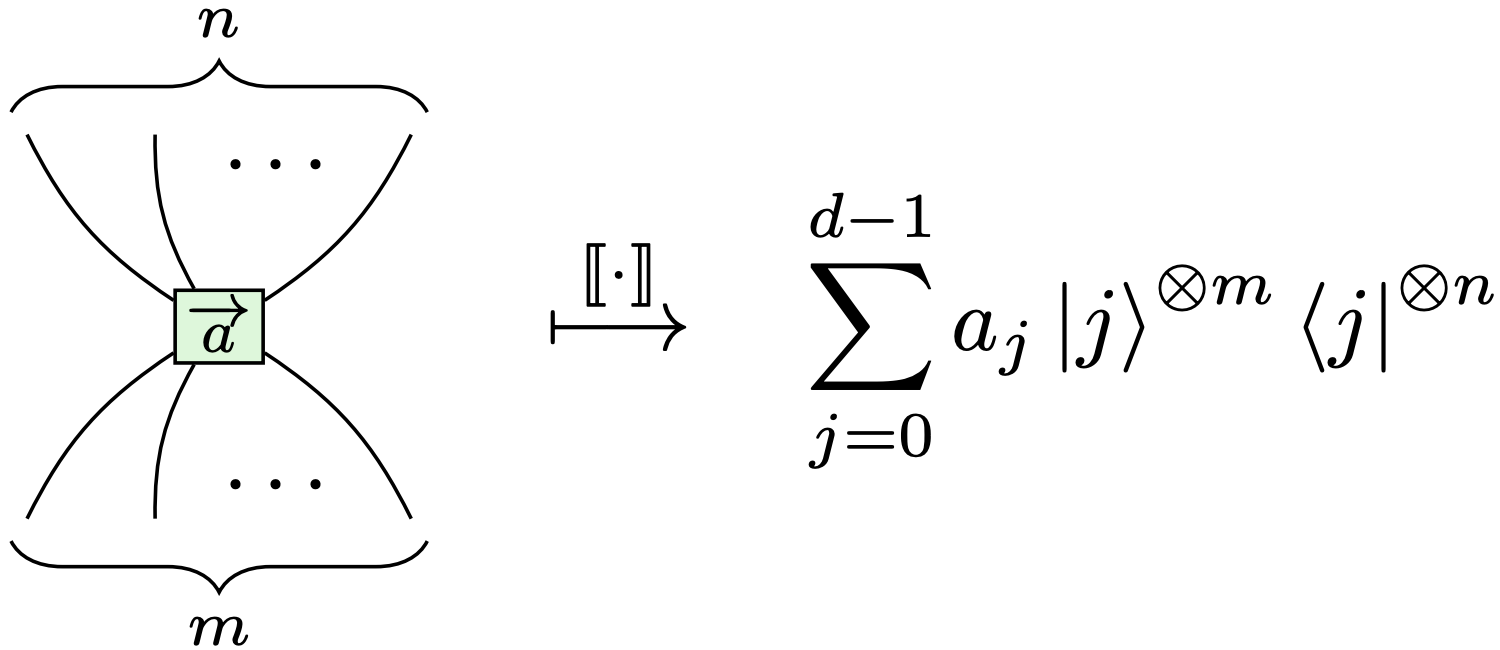 n
· · ·
a⃗
⟦·⟧
d−1
∑ a_j |j⟩^{⊗m} ⟨j|^{⊗n}
j=0
· · ·
m